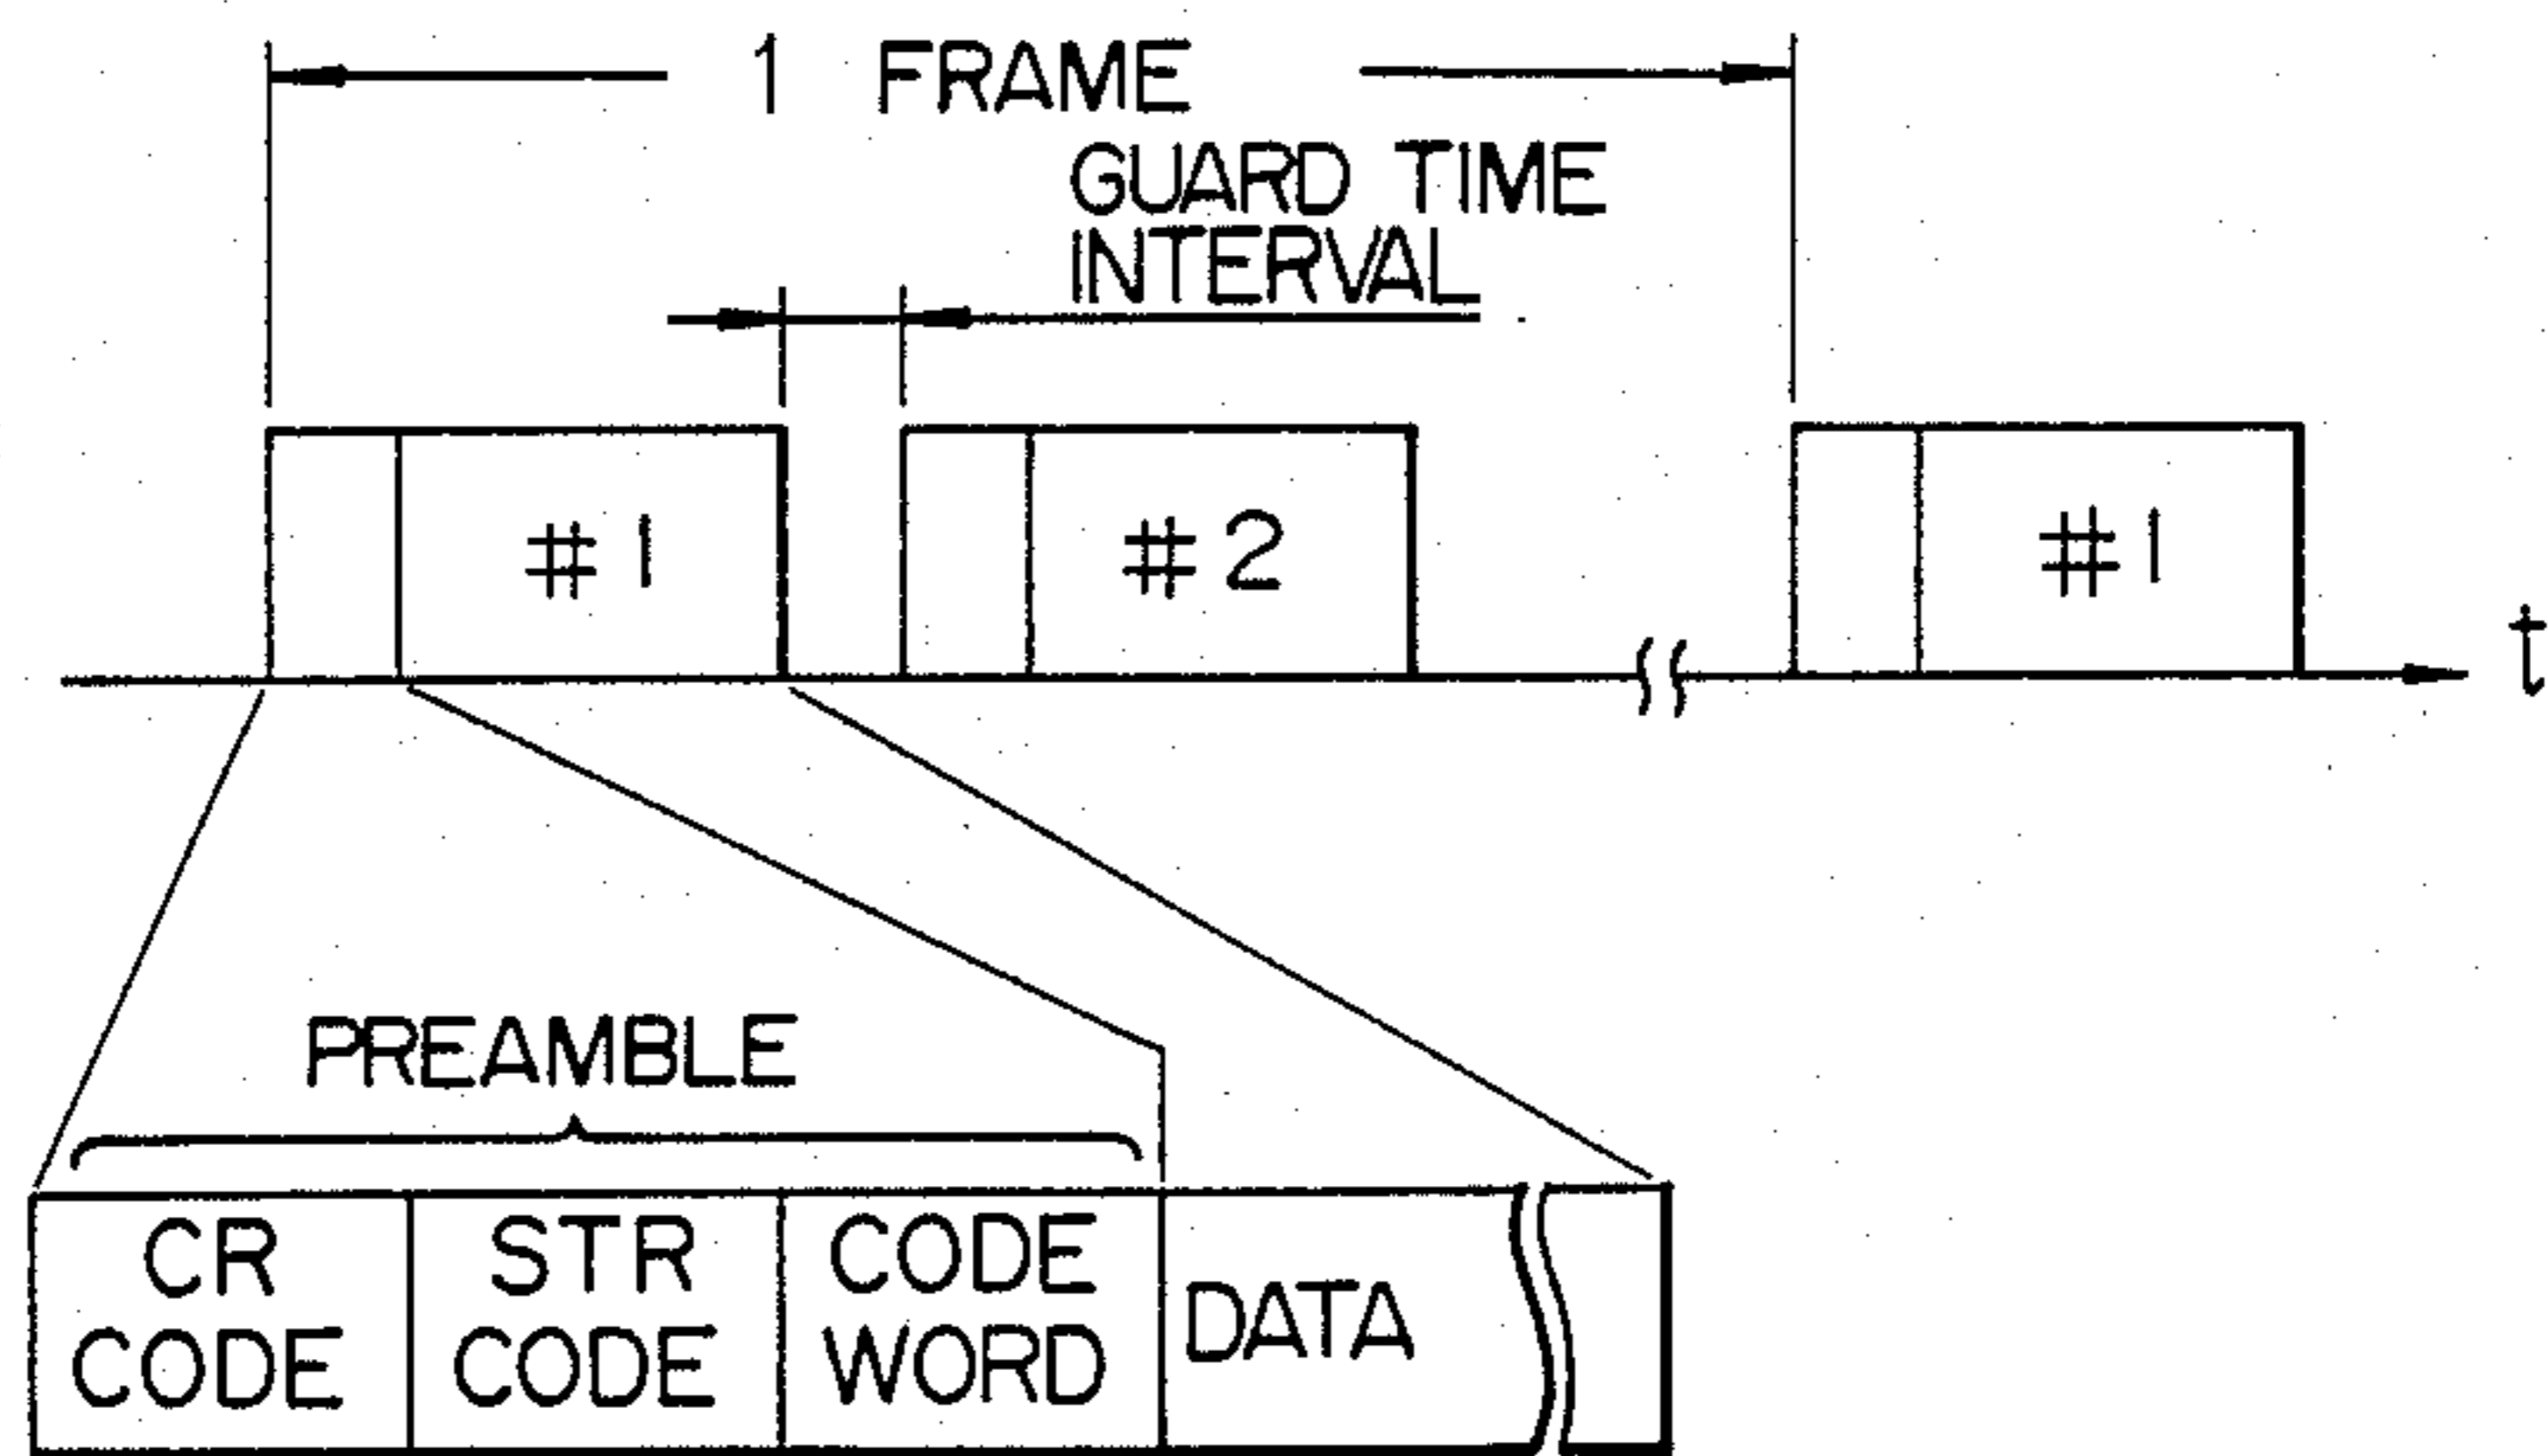 1 FRAME
GUARD TIME
INTERVAL
#1
#2
#1
t
PREAMBLE
CR
CODE
STR
CODE
CODE
WORD
DATA